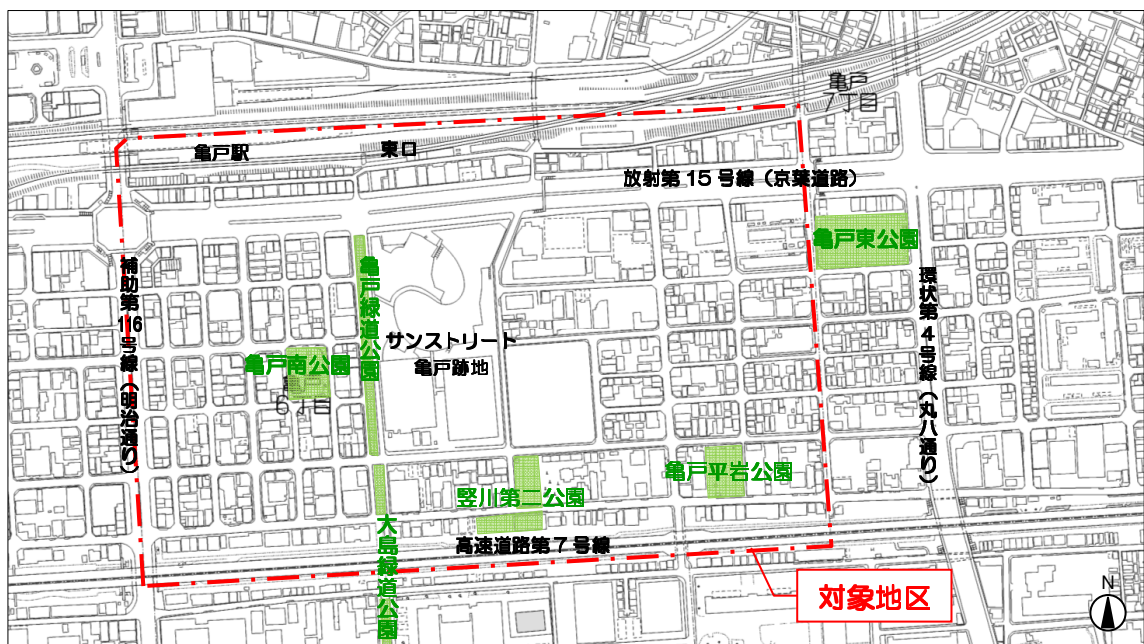 亀戸
7丁目
亀戸駅
東口
放射第15号線（京葉道路）
亀戸東公園
補助第116号線（明治通り）
亀戸緑道公園
環状第4号線（丸八通り）
サンストリート
亀戸跡地
亀戸南公園
6丁目
亀戸平岩公園
竪川第二公園
大島緑道公園
高速道路第7号線
対象地区
N